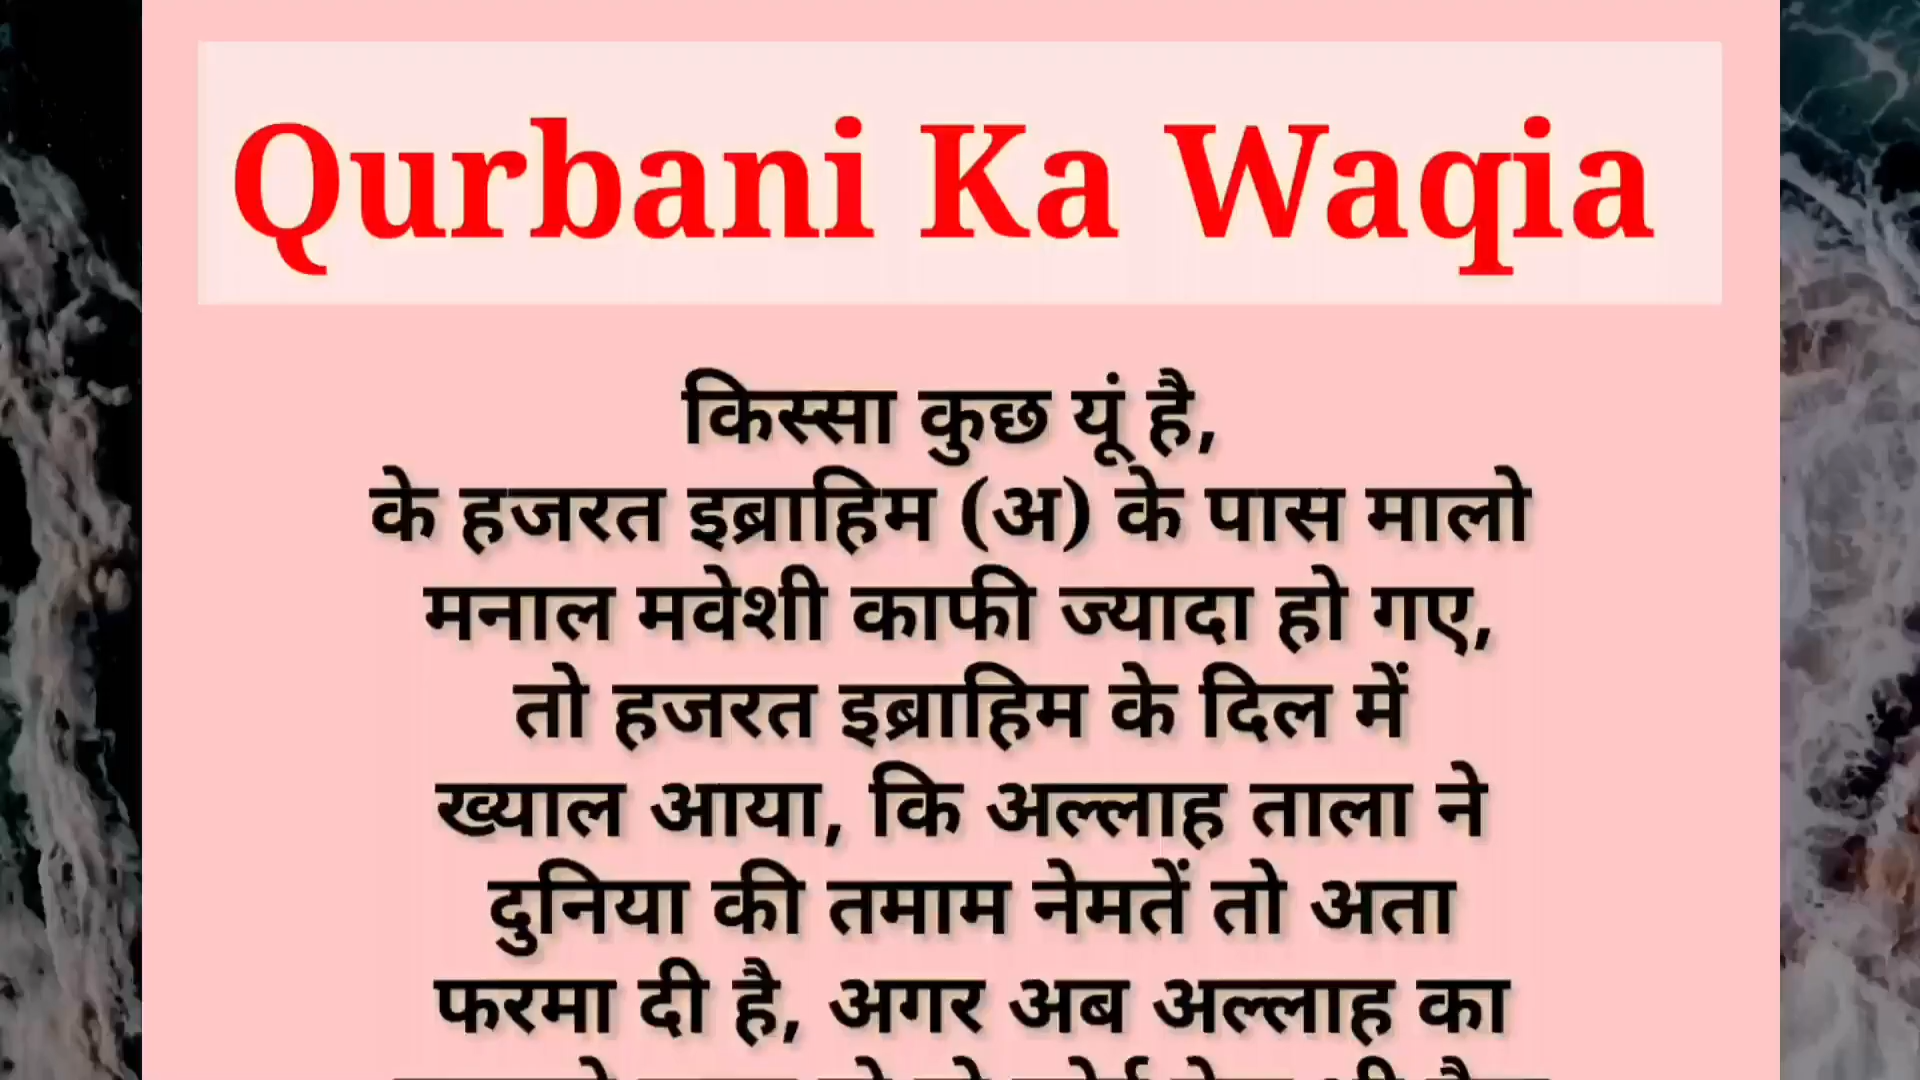 Qurbani Ka Waqia
किस्सा कुछ यूं है,
के हजरत इब्राहिम (अ) के पास मालो
मनाल मवेशी काफी ज्यादा हो गए,
तो हजरत इब्राहिम के दिल में
ख्याल आया, कि अल्लाह ताला ने
दुनिया की तमाम नेमतें तो अता
फरमा दी है, अगर अब अल्लाह का